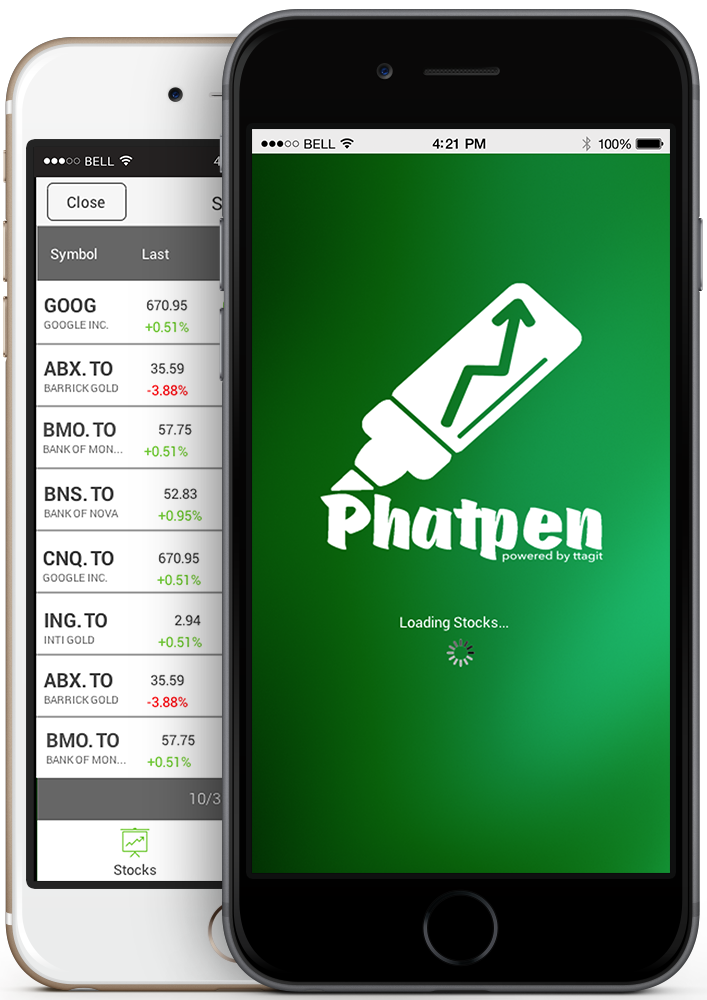 ●●●○○ BELL 4
Close S
Symbol Last
GOOG 670.95
GOOGLE INC. +0.51%
ABX.TO 35.59
BARRICK GOLD -3.88%
BMO.TO 57.75
BANK OF MON... +0.51%
BNS.TO 52.83
BANK OF NOVA +0.95%
CNQ.TO 670.95
GOOGLE INC. +0.51%
ING.TO 2.94
INTI GOLD +0.51%
ABX.TO 35.59
BARRICK GOLD -3.88%
BMO.TO 57.75
BANK OF MON... +0.51%
10/3
Stocks
●●●○○ BELL 4:21 PM 100%
Phatpen
powered by ttagit
Loading Stocks...